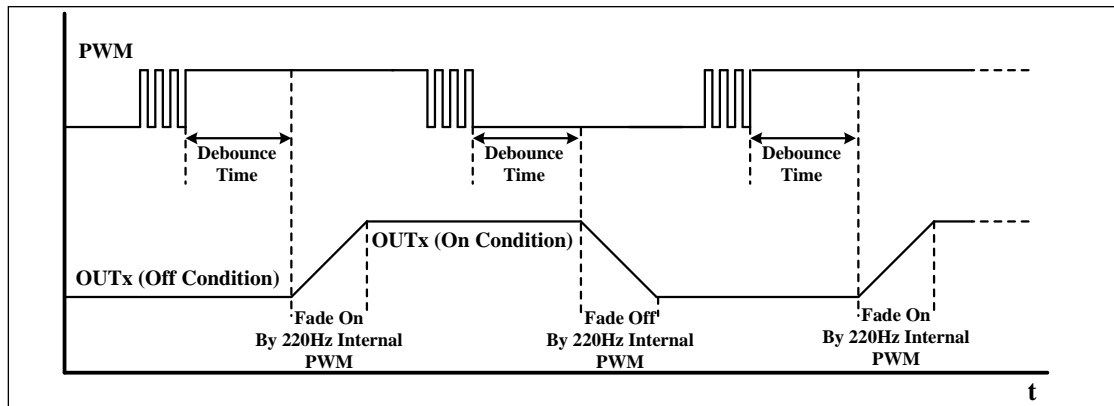 PWM
Debounce
Time
Debounce
Time
Debounce
Time
OUTx (On Condition)
OUTx (Off Condition)
Fade On
By 220Hz Internal
PWM
Fade Off
By 220Hz Internal
PWM
Fade On
By 220Hz Internal
PWM
t